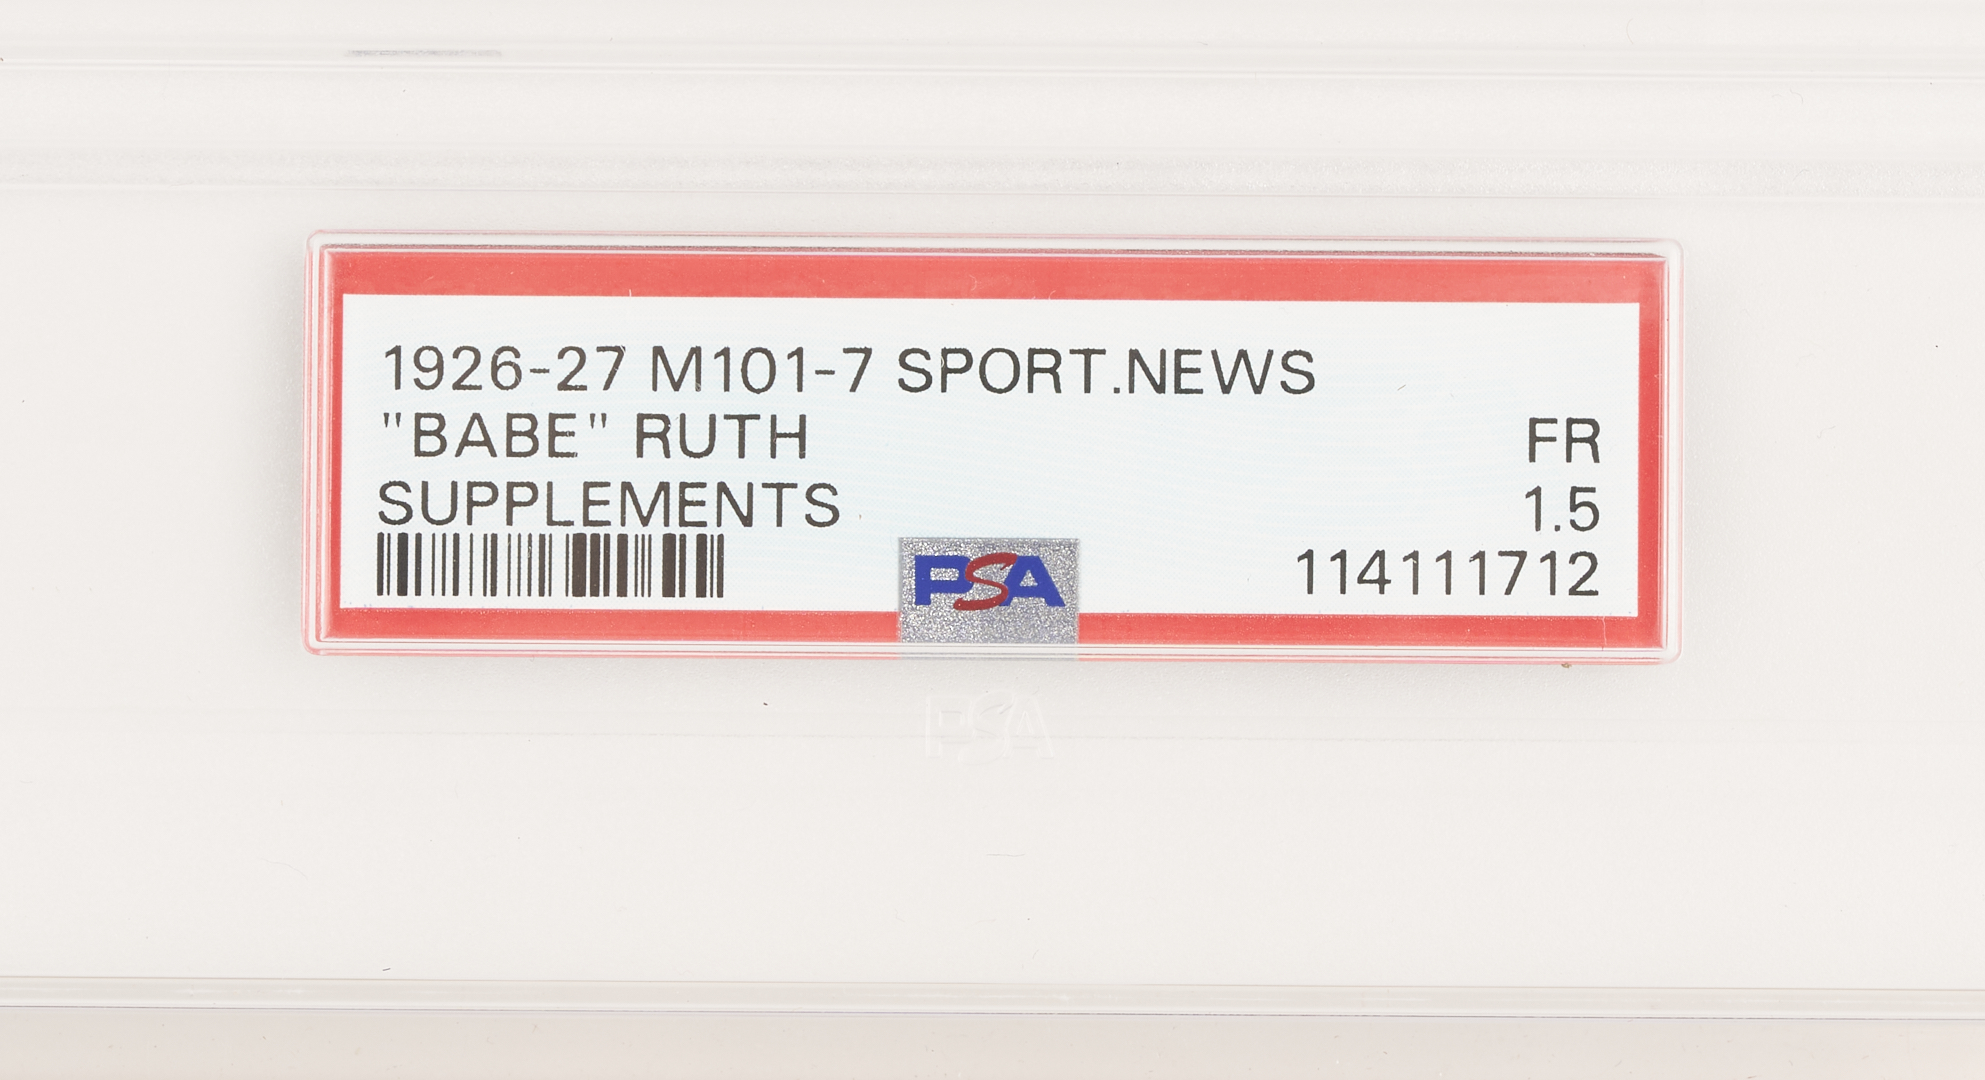 1926-27 M101-7 SPORT.NEWS
"BABE" RUTH FR
SUPPLEMENTS 1.5
PSA 114111712
PSA